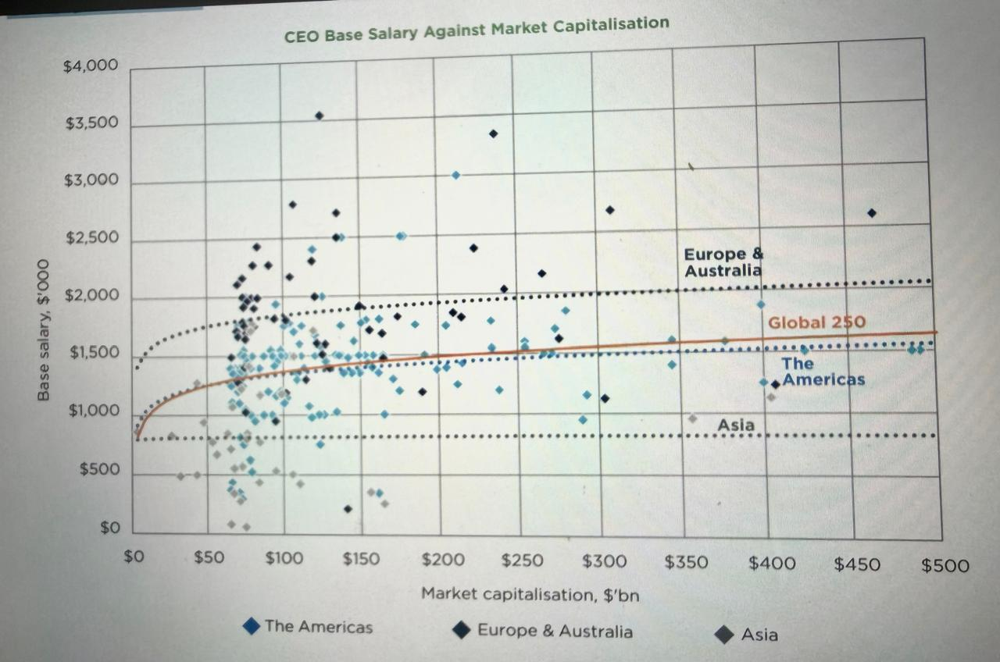 CEO Base Salary Against Market Capitalisation
$4,000
$3,500
$3,000
$2,500
$2,000
$1,500
$1,000
$500
$0
Base salary, $'000
Europe &
Australia
Global 250
The
Americas
Asia
$0 $50 $100 $150 $200 $250 $300 $350 $400 $450 $500
Market capitalisation, $'bn
The Americas Europe & Australia Asia